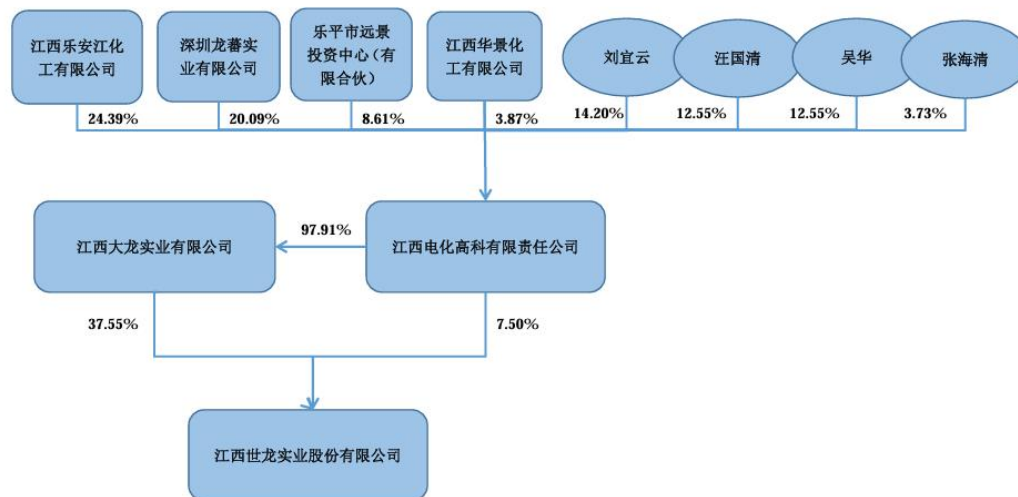 江西乐安江化
工有限公司
深圳龙蕃实
业有限公司
乐平市远景
投资中心（有
限合伙）
江西华景化
工有限公司
刘宜云
汪国清
吴华
张海清
24.39%
20.09%
8.61%
3.87%
14.20%
12.55%
12.55%
3.73%
江西大龙实业有限公司
97.91%
江西电化高科有限责任公司
37.55%
7.50%
江西世龙实业股份有限公司